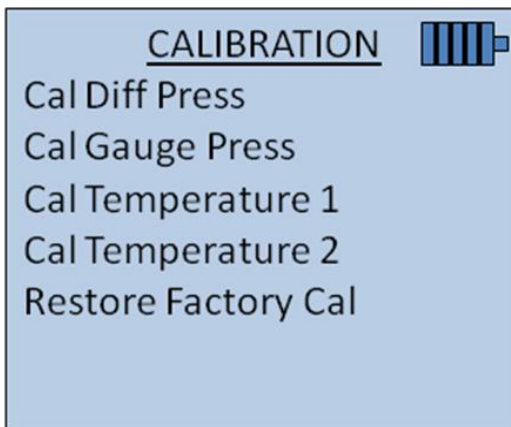 CALIBRATION
Cal Diff Press
Cal Gauge Press
Cal Temperature 1
Cal Temperature 2
Restore Factory Cal